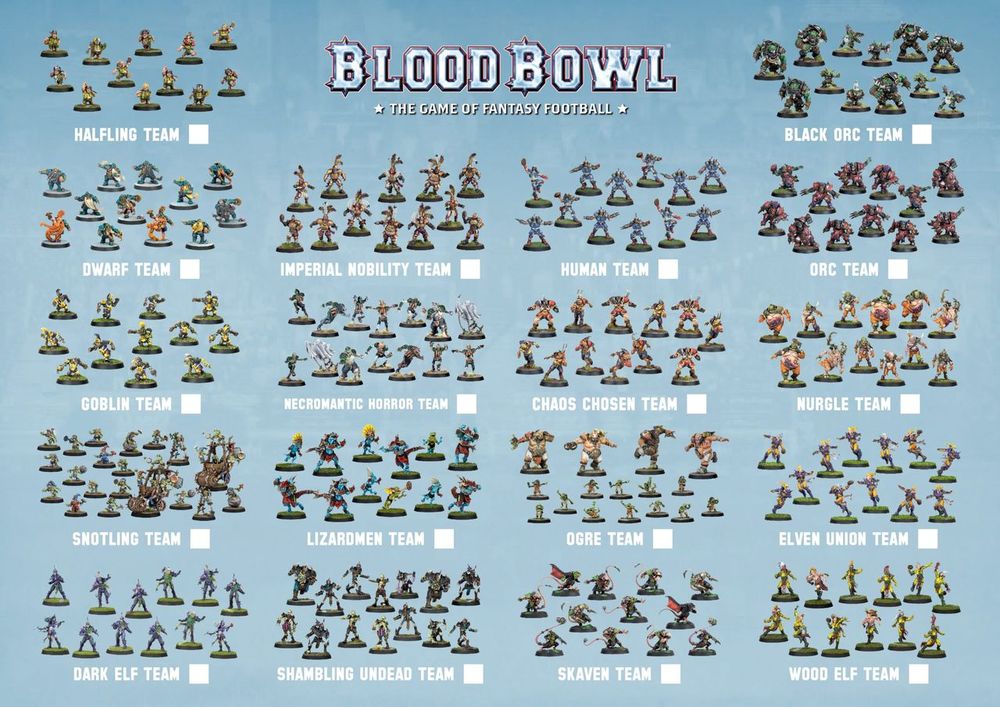 BLOOD BOWL
★ THE GAME OF FANTASY FOOTBALL ★
HALFLING TEAM
BLACK ORC TEAM
DWARF TEAM
IMPERIAL NOBILITY TEAM
HUMAN TEAM
ORC TEAM
GOBLIN TEAM
NECROMANTIC HORROR TEAM
CHAOS CHOSEN TEAM
NURGLE TEAM
SNOTLING TEAM
LIZARDMEN TEAM
OGRE TEAM
ELVEN UNION TEAM
DARK ELF TEAM
SHAMBLING UNDEAD TEAM
SKAVEN TEAM
WOOD ELF TEAM